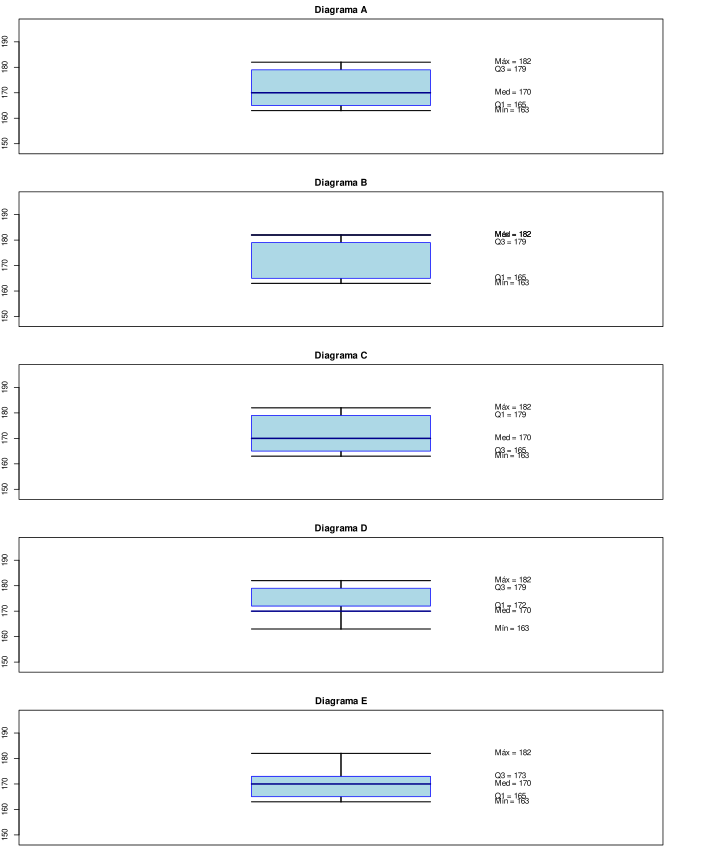 Diagrama A
190
180
170
160
150
Máx = 182
Q3 = 179
Med = 170
Q1 = 165
Mín = 163
Diagrama B
190
180
170
160
150
Máx = 182
Med = 182
Q3 = 179
Q1 = 165
Mín = 163
Diagrama C
190
180
170
160
150
Máx = 182
Q1 = 179
Med = 170
Q3 = 165
Mín = 163
Diagrama D
190
180
170
160
150
Máx = 182
Q3 = 179
Q1 = 172
Med = 170
Mín = 163
Diagrama E
190
180
170
160
150
Máx = 182
Q3 = 173
Med = 170
Q1 = 165
Mín = 163